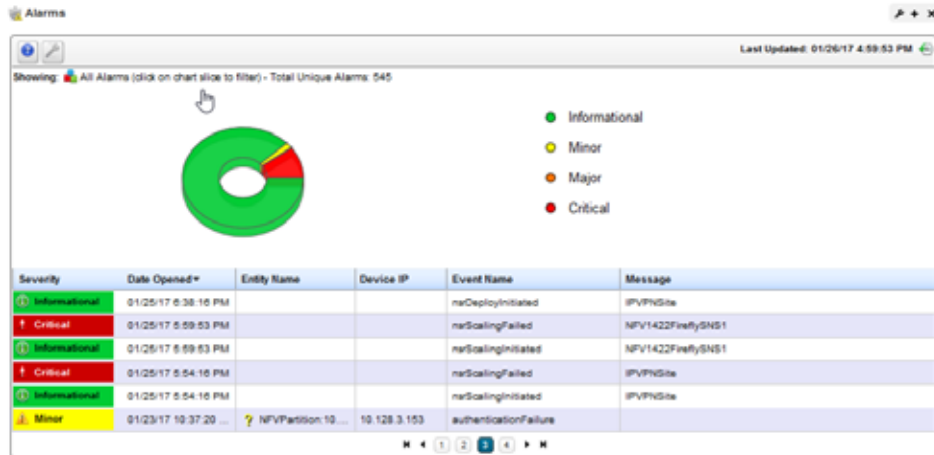 Alarms
Last Updated: 01/26/17 4:59:53 PM
Showing: All Alarms (click on chart slice to filter) - Total Unique Alarms: 545
Informational
Minor
Major
Critical
Severity Date Opened Entity Name Device IP Event Name Message
Informational 01/25/17 6:38:16 PM nsrDeployInitiated IPVPNSite
Critical 01/25/17 5:59:53 PM nsrScalingFailed NFV1422FireflySNS1
Informational 01/25/17 5:59:53 PM nsrScalingInitiated NFV1422FireflySNS1
Critical 01/25/17 5:54:16 PM nsrScalingFailed IPVPNSite
Informational 01/25/17 5:54:16 PM nsrScalingInitiated IPVPNSite
Minor 01/23/17 10:37:20 ... NFVPartition:10.... 10.128.3.153 authenticationFailure
1 2 3 4